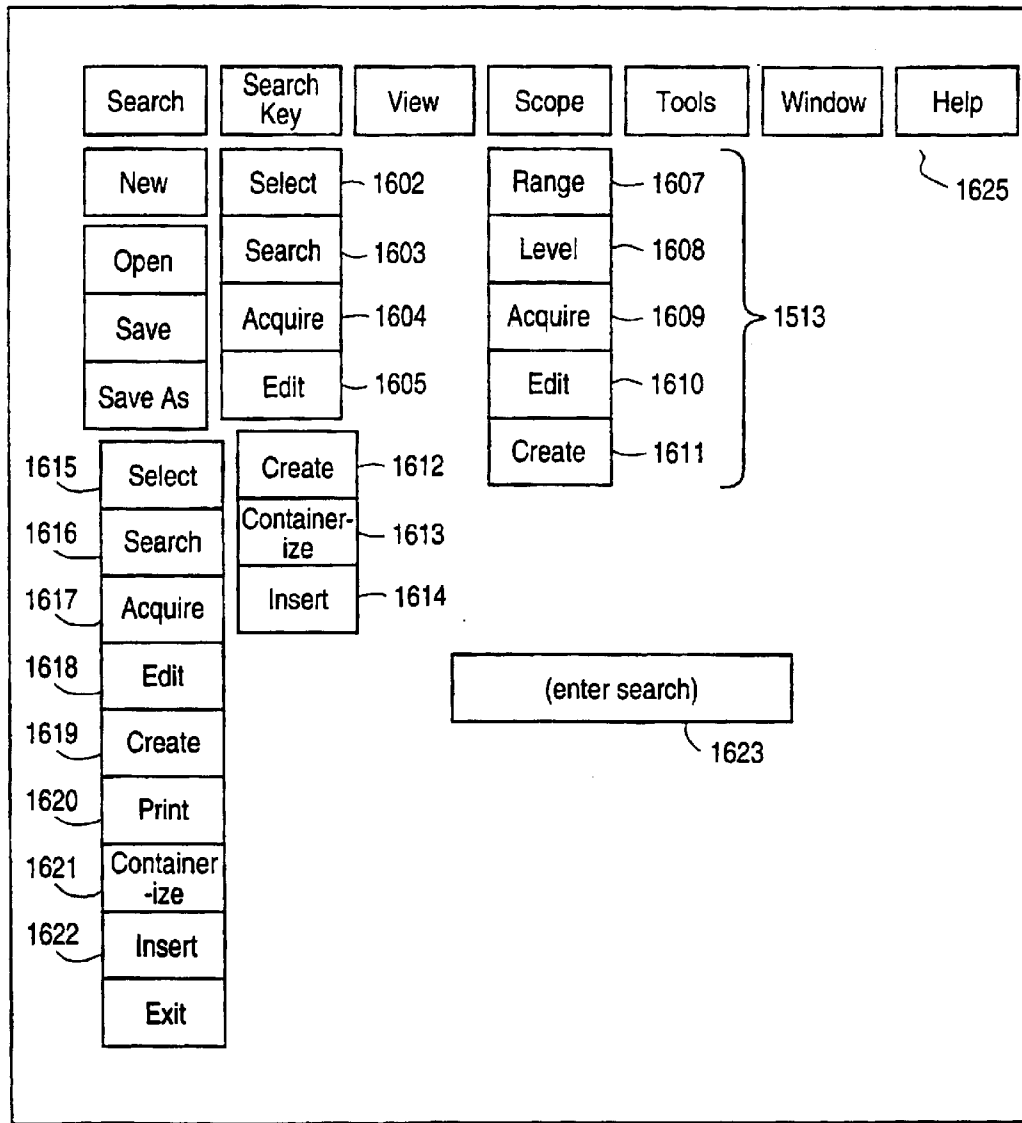 Search
Search
Key
View
Scope
Tools
Window
Help
1625
New
Open
Save
Save As
Select 1602
Search 1603
Acquire 1604
Edit 1605
Range 1607
Level 1608
Acquire 1609
Edit 1610
Create 1611
1513
1615 Select
1616 Search
1617 Acquire
1618 Edit
1619 Create
1620 Print
1621 Container
-ize
1622 Insert
Exit
Create 1612
Container-
ize 1613
Insert 1614
(enter search)
1623